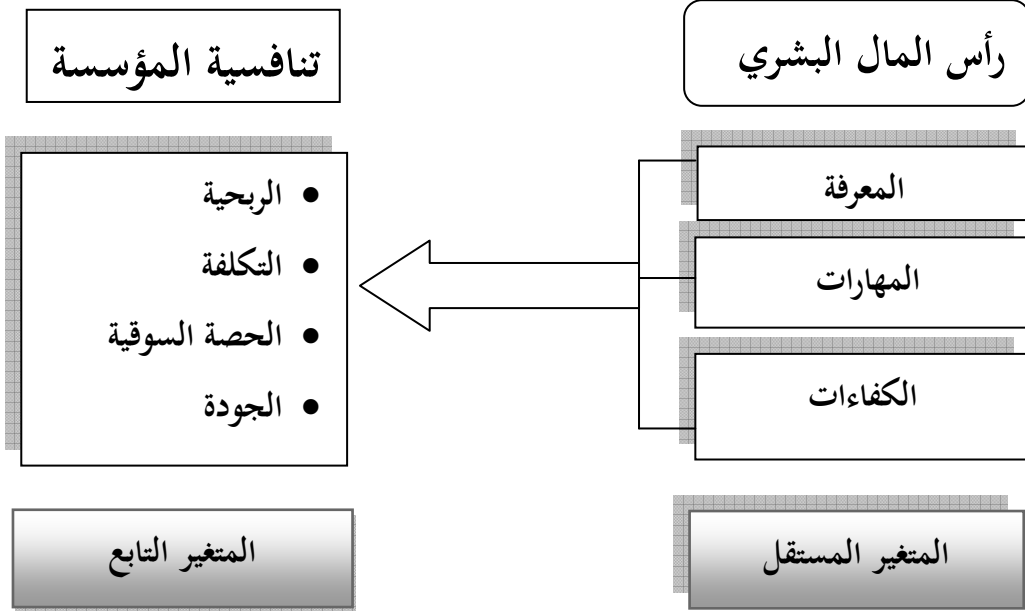 رأس المال البشري
تنافسية المؤسسة
المعرفة
المهارات
الكفاءات
• الربحية
• التكلفة
• الحصة السوقية
• الجودة
المتغير المستقل
المتغير التابع